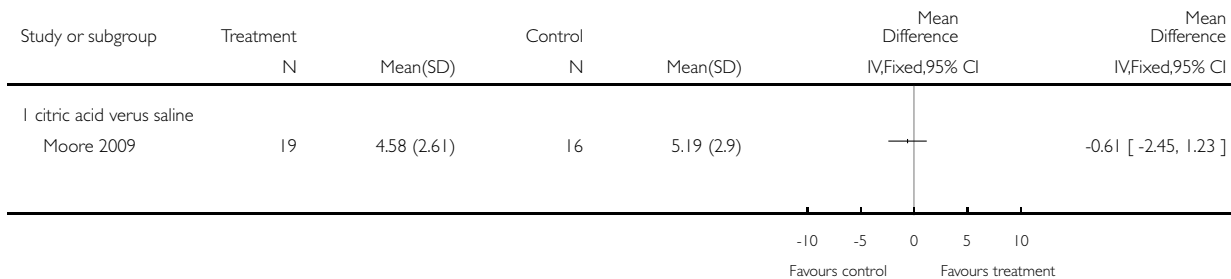 Study or subgroup Treatment Control Mean Difference Mean Difference
N Mean(SD) N Mean(SD) IV,Fixed,95% CI IV,Fixed,95% CI
1 citric acid verus saline
Moore 2009 19 4.58 (2.61) 16 5.19 (2.9) -0.61 [ -2.45, 1.23 ]
-10 -5 0 5 10
Favours control Favours treatment